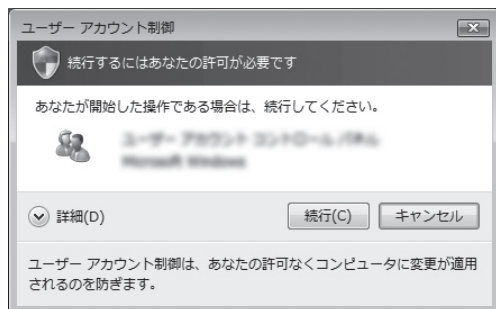 ユーザー アカウント制御
続行するにはあなたの許可が必要です
あなたが開始した操作である場合は、続行してください。
詳細(D)
続行(C)
キャンセル
ユーザー アカウント制御は、あなたの許可なくコンピュータに変更が適用
されるのを防ぎます。